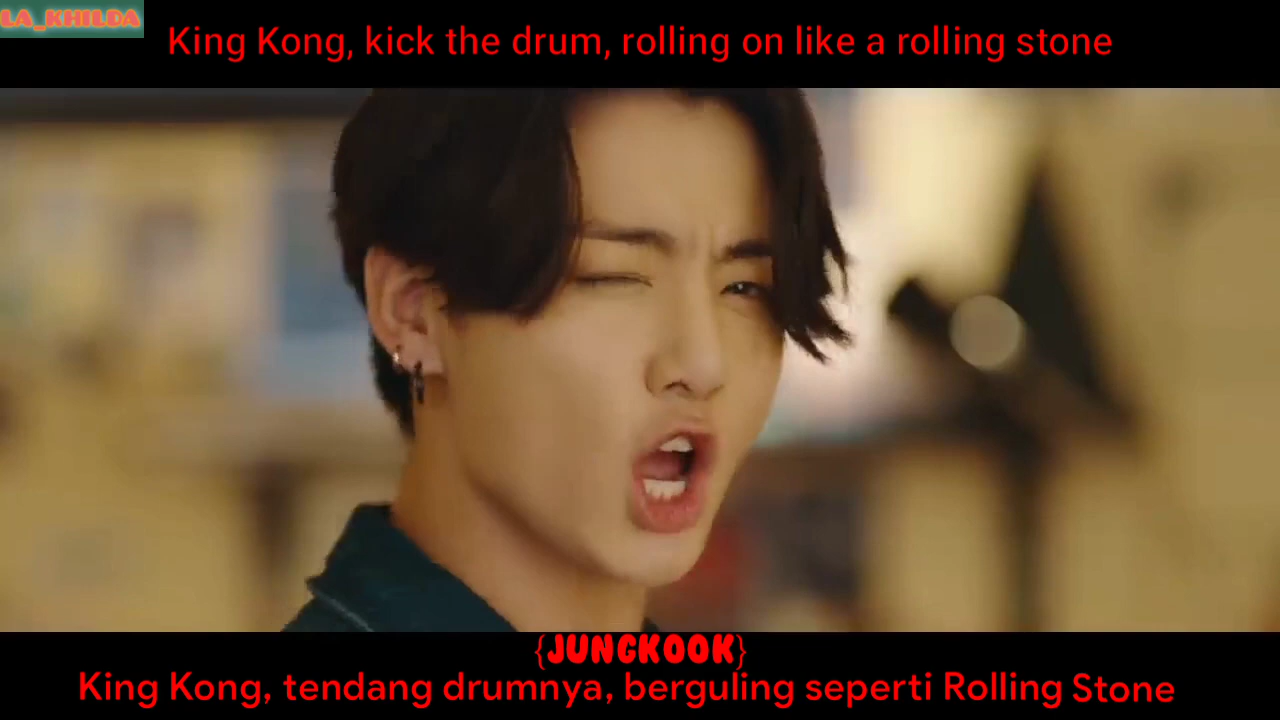 LA_KHILDA
King Kong, kick the drum, rolling on like a rolling stone
{JUNGKOOK}
King Kong, tendang drumnya, berguling seperti Rolling Stone